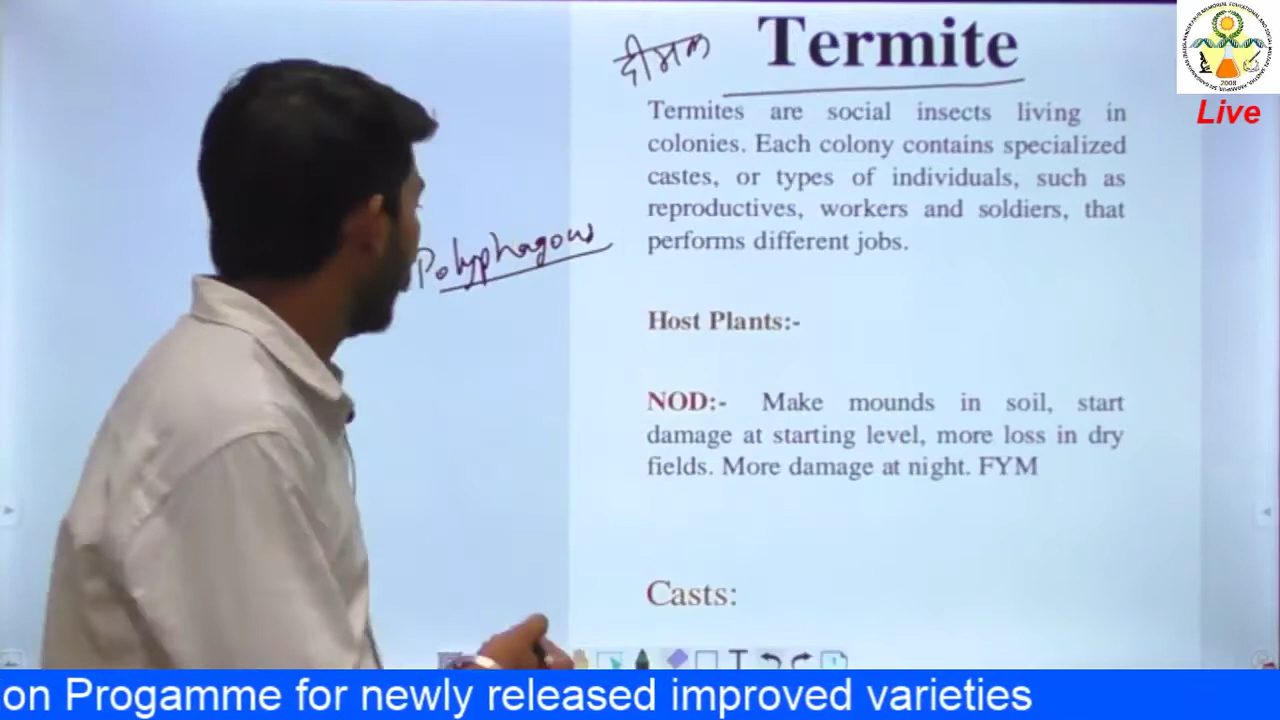 दीमक
Termite
Live
2008
Termites are social insects living in
colonies. Each colony contains specialized
castes, or types of individuals, such as
reproductives, workers and soldiers, that
performs different jobs.
Polyphagous
Host Plants:-
NOD:- Make mounds in soil, start
damage at starting level, more loss in dry
fields. More damage at night. FYM
Casts:
T
on Progamme for newly released improved varieties